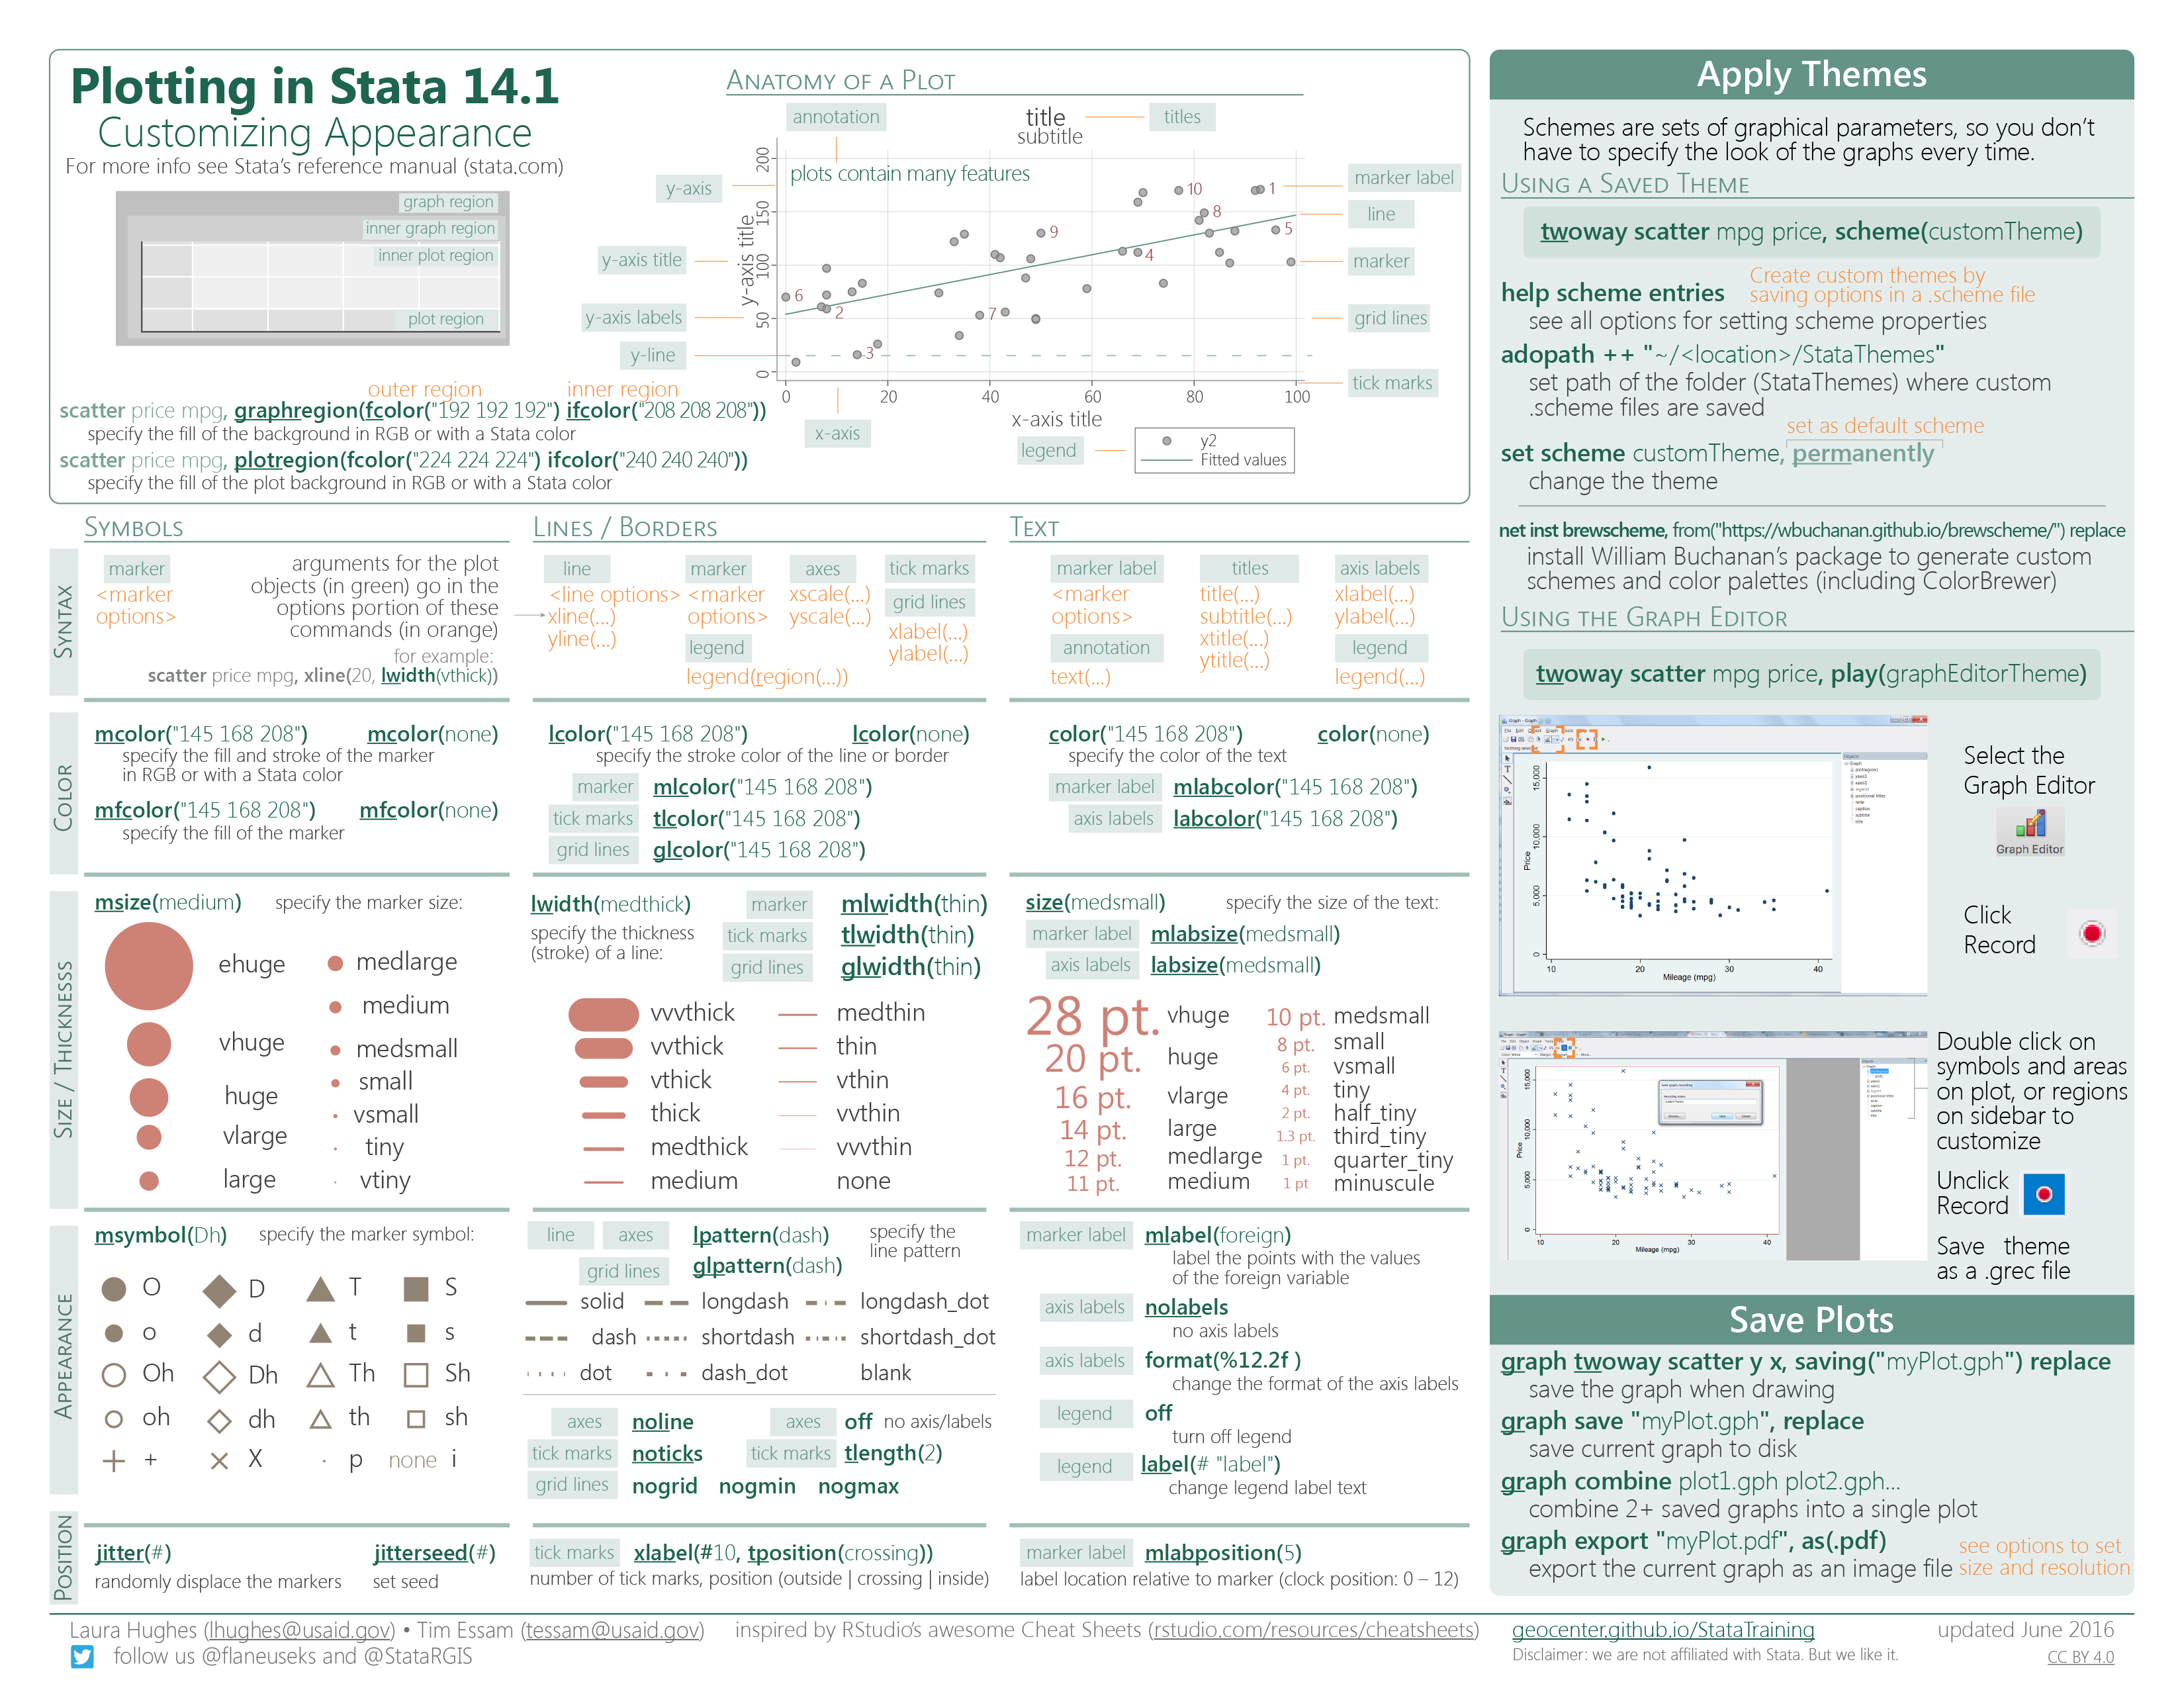 Plotting in Stata 14.1
Customizing Appearance
For more info see Stata's reference manual (stata.com)
graph region
inner graph region
inner plot region
plot region
outer region
inner region
scatter price mpg, graphregion(fcolor("192 192 192") ifcolor("208 208 208"))
specify the fill of the background in RGB or with a Stata color
scatter price mpg, plotregion(fcolor("224 224 224") ifcolor("240 240 240"))
specify the fill of the plot background in RGB or with a Stata color
ANATOMY OF A PLOT
annotation
title
titles
subtitle
plots contain many features
y-axis
y-axis title
y-axis labels
y-line
y-axis title
200
150
100
50
0
10
1
8
5
9
4
6
2
7
3
marker label
line
marker
grid lines
tick marks
0 20 40 60 80 100
x-axis title
x-axis
legend
y2
Fitted values
SYMBOLS
LINES / BORDERS
TEXT
SYNTAX
marker
<marker
options>
arguments for the plot
objects (in green) go in the
options portion of these
commands (in orange)
for example:
scatter price mpg, xline(20, lwidth(vthick))
line
<line options>
xline(...)
yline(...)
marker
<marker
options>
legend
legend(region(...))
axes
xscale(...)
yscale(...)
tick marks
grid lines
xlabel(...)
ylabel(...)
marker label
<marker
options>
annotation
text(...)
titles
title(...)
subtitle(...)
xtitle(...)
ytitle(...)
axis labels
xlabel(...)
ylabel(...)
legend
legend(...)
COLOR
mcolor("145 168 208") mcolor(none)
specify the fill and stroke of the marker
in RGB or with a Stata color
mfcolor("145 168 208") mfcolor(none)
specify the fill of the marker
lcolor("145 168 208") lcolor(none)
specify the stroke color of the line or border
marker mlcolor("145 168 208")
tick marks tlcolor("145 168 208")
grid lines glcolor("145 168 208")
color("145 168 208") color(none)
specify the color of the text
marker label mlabcolor("145 168 208")
axis labels labcolor("145 168 208")
SIZE / THICKNESS
msize(medium) specify the marker size:
ehuge
vhuge
huge
vlarge
large
medlarge
medium
medsmall
small
vsmall
tiny
vtiny
lwidth(medthick)
specify the thickness
(stroke) of a line:
marker mlwidth(thin)
tick marks tlwidth(thin)
grid lines glwidth(thin)
vvvthick
vvthick
vthick
thick
medthick
medium
medthin
thin
vthin
vvthin
vvvthin
none
size(medsmall) specify the size of the text:
marker label mlabsize(medsmall)
axis labels labsize(medsmall)
28 pt. vhuge
20 pt. huge
16 pt. vlarge
14 pt. large
12 pt. medlarge
11 pt. medium
10 pt. medsmall
8 pt. small
6 pt. vsmall
4 pt. tiny
2 pt. half_tiny
1.3 pt. third_tiny
1 pt. quarter_tiny
1 pt minuscule
APPEARANCE
msymbol(Dh) specify the marker symbol:
O D T S
o d t s
Oh Dh Th Sh
oh dh th sh
+ X p none i
line axes lpattern(dash)
grid lines glpattern(dash)
specify the
line pattern
solid longdash longdash_dot
dash shortdash shortdash_dot
dot dash_dot blank
axes noline axes off no axis/labels
tick marks noticks tick marks tlength(2)
grid lines nogrid nogmin nogmax
marker label mlabel(foreign)
label the points with the values
of the foreign variable
axis labels nolabels
no axis labels
axis labels format(%12.2f )
change the format of the axis labels
legend off
turn off legend
legend label(# "label")
change legend label text
POSITION
jitter(#)
randomly displace the markers
jitterseed(#)
set seed
tick marks xlabel(#10, tposition(crossing))
number of tick marks, position (outside | crossing | inside)
marker label mlabposition(5)
label location relative to marker (clock position: 0 – 12)
Apply Themes
Schemes are sets of graphical parameters, so you don't
have to specify the look of the graphs every time.
USING A SAVED THEME
twoway scatter mpg price, scheme(customTheme)
help scheme entries
Create custom themes by
saving options in a .scheme file
see all options for setting scheme properties
adopath ++ "~/<location>/StataThemes"
set path of the folder (StataThemes) where custom
.scheme files are saved
set as default scheme
set scheme customTheme, permanently
change the theme
net inst brewscheme, from("https://wbuchanan.github.io/brewscheme/") replace
install William Buchanan's package to generate custom
schemes and color palettes (including ColorBrewer)
USING THE GRAPH EDITOR
twoway scatter mpg price, play(graphEditorTheme)
15,000
10,000
5,000
0
Price
10 20 30 40
Mileage (mpg)
Select the
Graph Editor
Graph Editor
Click
Record
15,000
10,000
5,000
0
Price
10 20 30 40
Mileage (mpg)
Double click on
symbols and areas
on plot, or regions
on sidebar to
customize
Unclick
Record
Save theme
as a .grec file
Save Plots
graph twoway scatter y x, saving("myPlot.gph") replace
save the graph when drawing
graph save "myPlot.gph", replace
save current graph to disk
graph combine plot1.gph plot2.gph...
combine 2+ saved graphs into a single plot
graph export "myPlot.pdf", as(.pdf)
export the current graph as an image file
see options to set
size and resolution
Laura Hughes (lhughes@usaid.gov) • Tim Essam (tessam@usaid.gov)
follow us @flaneuseks and @StataRGIS
inspired by RStudio's awesome Cheat Sheets (rstudio.com/resources/cheatsheets)
geocenter.github.io/StataTraining
Disclaimer: we are not affiliated with Stata. But we like it.
updated June 2016
CC BY 4.0